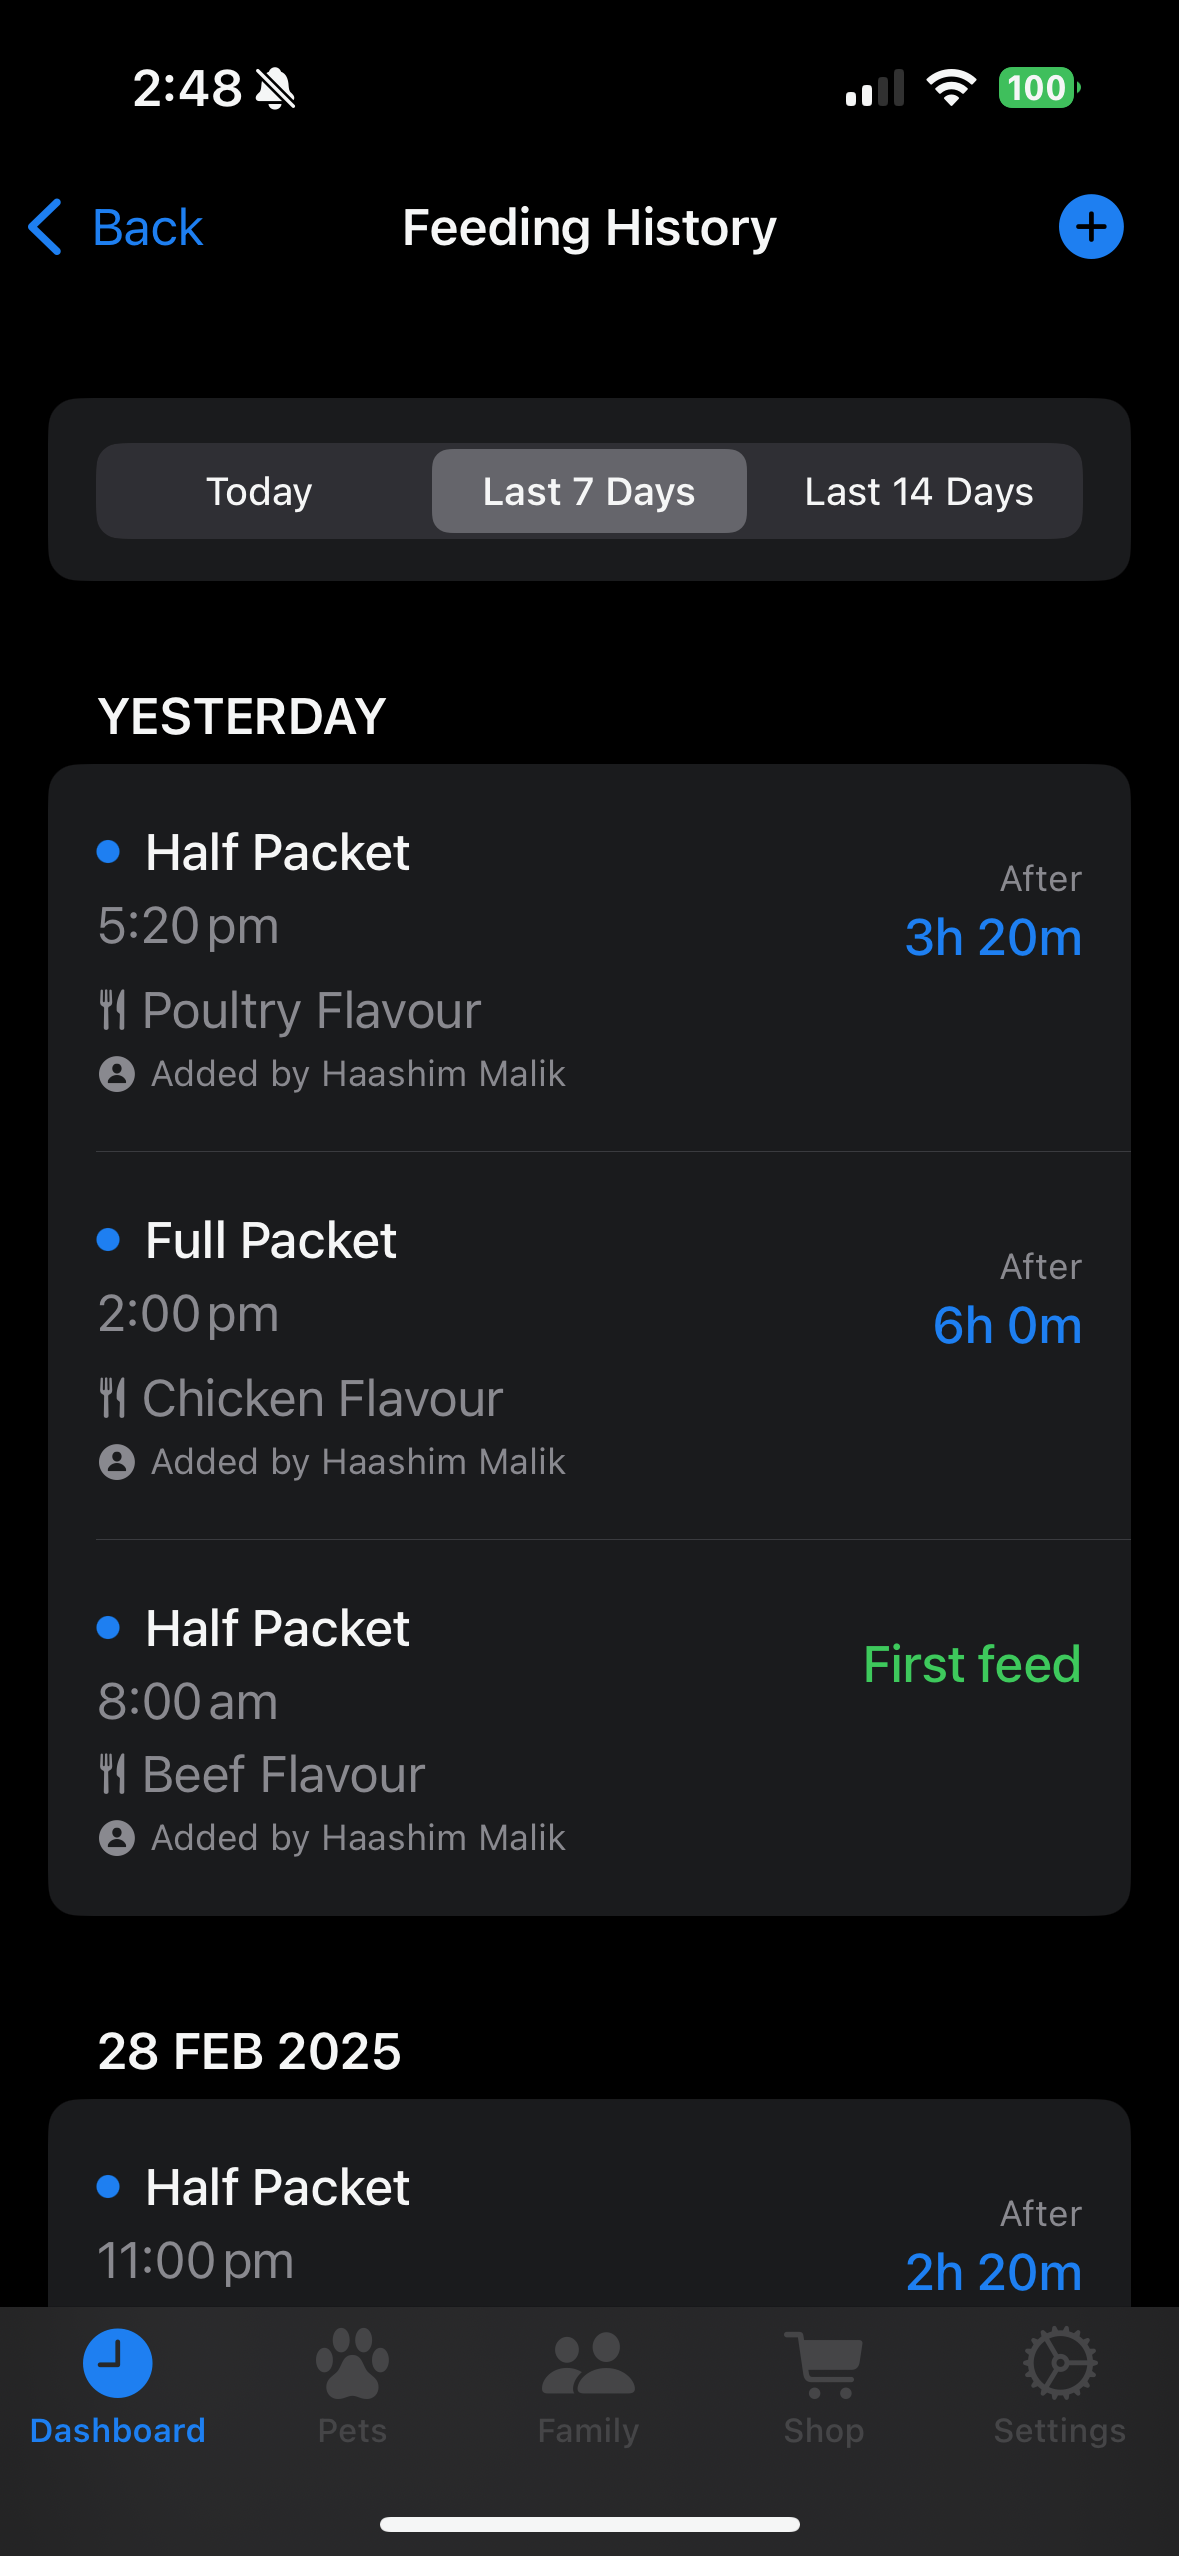 2:48
100
Back
Feeding History
Today
Last 7 Days
Last 14 Days
YESTERDAY
Half Packet
5:20 pm
After
3h 20m
Poultry Flavour
Added by Haashim Malik
Full Packet
2:00 pm
After
6h 0m
Chicken Flavour
Added by Haashim Malik
Half Packet
8:00 am
First feed
Beef Flavour
Added by Haashim Malik
28 FEB 2025
Half Packet
11:00 pm
After
2h 20m
Dashboard
Pets
Family
Shop
Settings